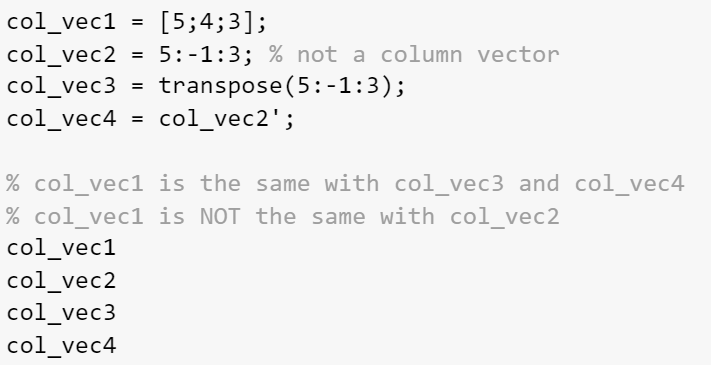 col_vec1 = [5;4;3];
col_vec2 = 5:-1:3; % not a column vector
col_vec3 = transpose(5:-1:3);
col_vec4 = col_vec2';
% col_vec1 is the same with col_vec3 and col_vec4
% col_vec1 is NOT the same with col_vec2
col_vec1
col_vec2
col_vec3
col_vec4